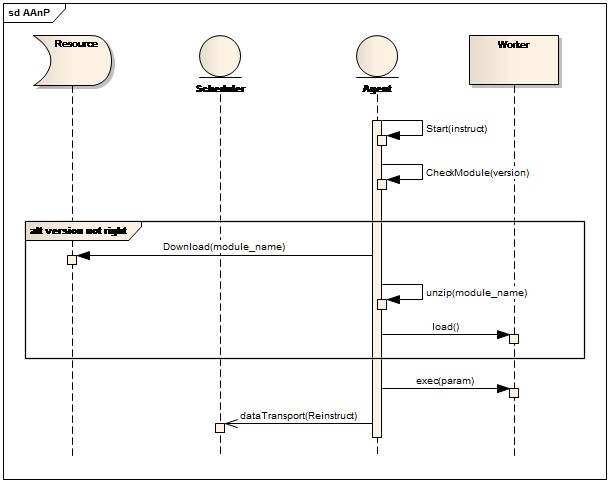 sd AAnP
Resource
Scheduler
Agent
Worker
Start(instruct)
CheckModule(version)
alt version not right
Download(module_name)
unzip(module_name)
load()
exec(param)
dataTransport(Reinstruct)